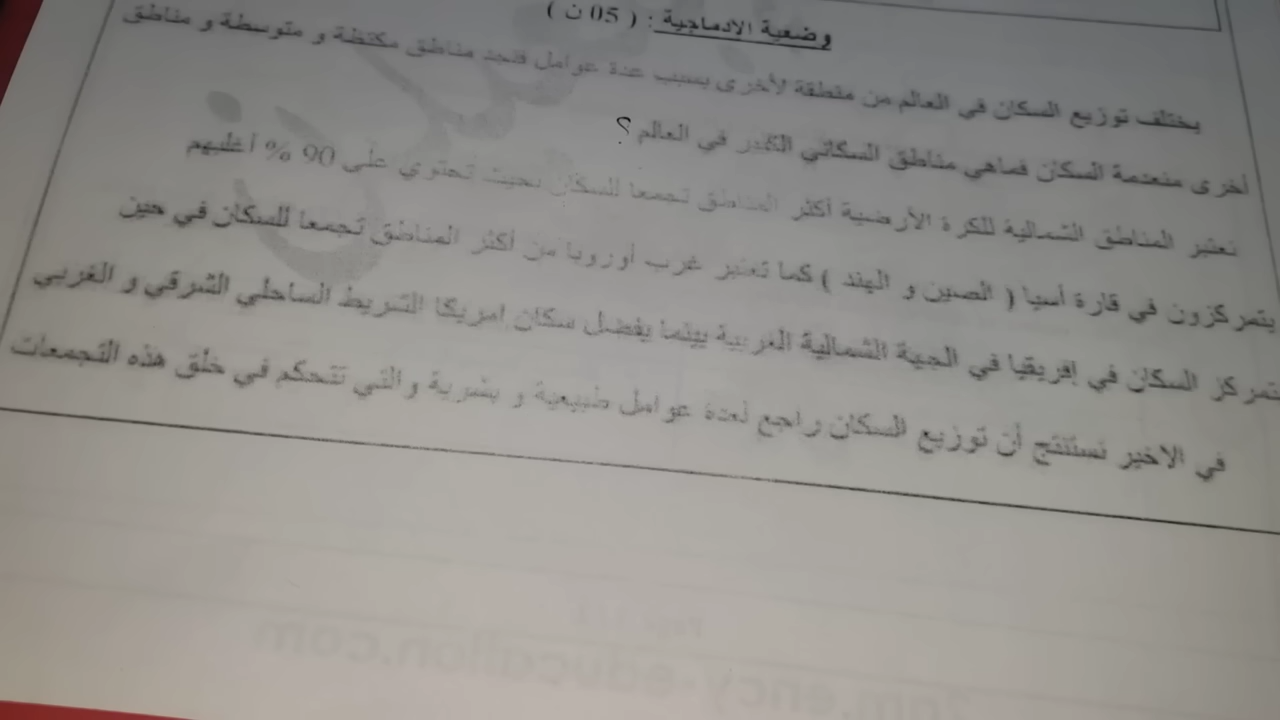 وضعية الادماجية : ( 05 ن )
يختلف توزيع السكان في العالم من منطقة لأخرى بسبب عدة عوامل فنجد مناطق مكتظة و متوسطة و مناطق
أخرى منعدمة السكان فماهي مناطق السكاني في العالم ؟
تعتبر المناطق الشمالية للكرة الأرضية أكثر المناطق تجمعا للسكان بحيث تحتوي على 90 % أغلبهم
يتمركزون في قارة أسيا ( الصين و الهند ) كما تعتبر غرب أوروبا من أكثر المناطق تجمعا للسكان في حين
يتمركز السكان في إفريقيا في الجهة الشمالية الغربية بينما يفضل سكان امريكا الشريط الساحلي الشرقي و الغربي
في الاخير نستنتج أن توزيع السكان راجع لعدة عوامل طبيعية و بشرية والتي تتحكم في خلق هذه التجمعات
ency-education.com